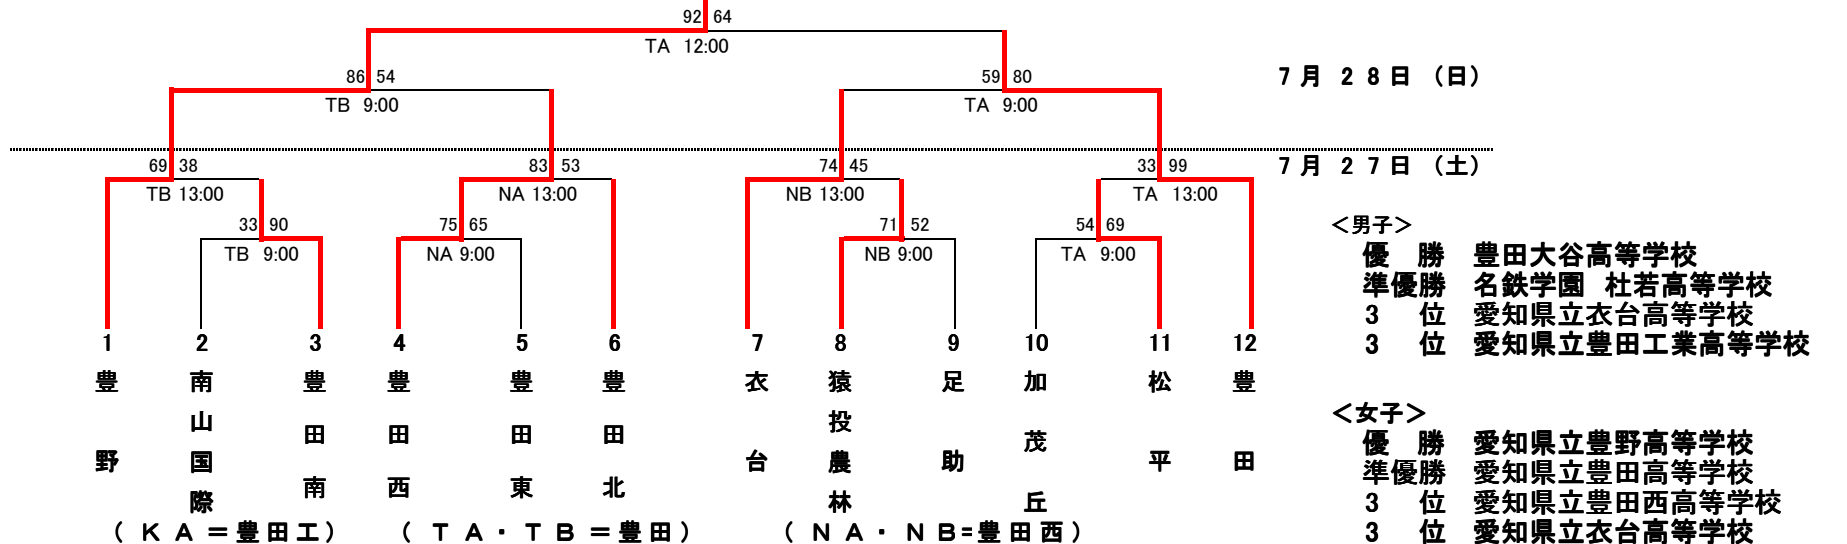 92 64
TA 12:00
86 54
59 80
7月 28日 (日)
TB 9:00
TA 9:00
69 38
83 53
74 45
33 99
7月 27日 (土)
TB 13:00
NA 13:00
NB 13:00
TA 13:00
33 90
75 65
71 52
54 69
TB 9:00
NA 9:00
NB 9:00
TA 9:00
<男子>
優 勝 豊田大谷高等学校
準優勝 名鉄学園 杜若高等学校
3 位 愛知県立衣台高等学校
3 位 愛知県立豊田工業高等学校
1 豊野
2 南山国際
3 豊田南
4 豊田西
5 豊田東
6 豊田北
7 衣台
8 猿投農林
9 足助
10 加茂丘
11 松平
12 豊田
<女子>
優 勝 愛知県立豊野高等学校
準優勝 愛知県立豊田高等学校
3 位 愛知県立豊田西高等学校
3 位 愛知県立衣台高等学校
(KA=豊田工) (TA・TB=豊田) (NA・NB=豊田西)